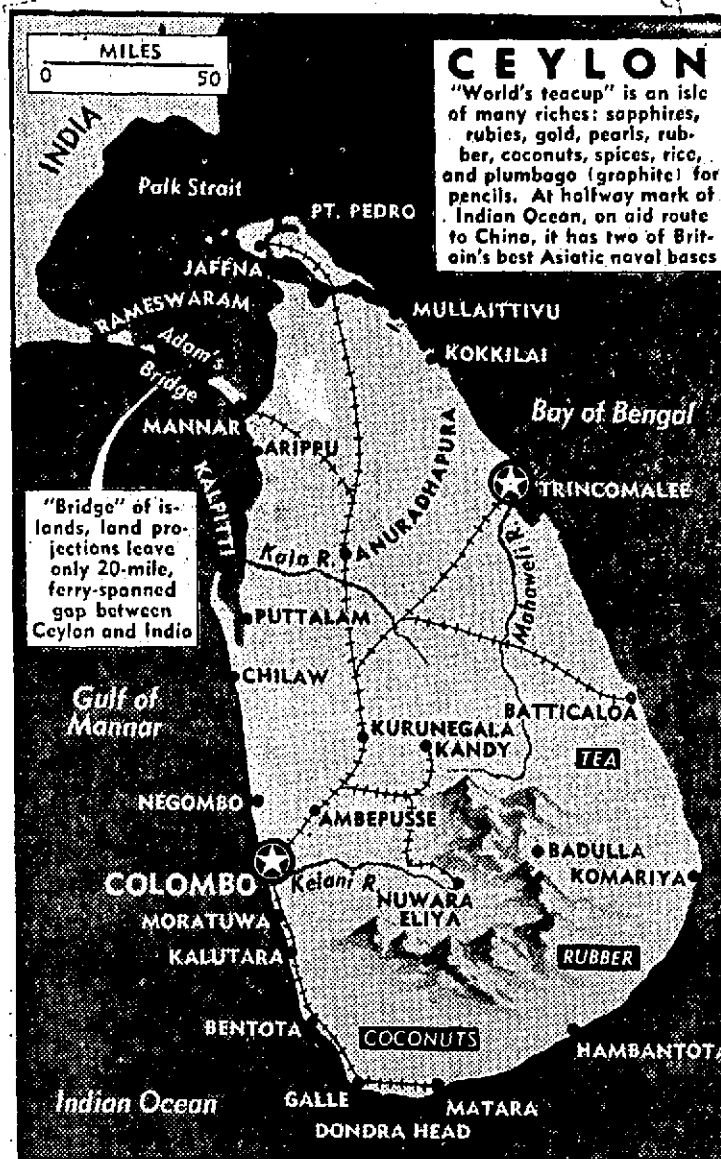 MILES
0 50
CEYLON
"World's teacup" is an isle
of many riches: sapphires,
rubies, gold, pearls, rub-
ber, coconuts, spices, rice,
and plumbago (graphite) for
pencils. At halfway mark of
Indian Ocean, on aid route
to China, it has two of Brit-
ain's best Asiatic naval bases
INDIA
Palk Strait
PT. PEDRO
JAFFNA
RAMESWARAM
MULLAITTIVU
Adam's
Bridge
KOKKILAI
Bay of Bengal
MANNAR
ARIPPU
KALPITTI
ANURADHAPURA
TRINCOMALEE
"Bridge" of is-
lands, land pro-
jections leave
only 20-mile,
ferry-spanned
gap between
Ceylon and India
Kala R.
Mahaweli R.
PUTTALAM
CHILAW
Gulf of
Mannar
BATTICALOA
KURUNEGALA
KANDY
TEA
NEGOMBO
AMBEPUSSE
BADULLA
COLOMBO
Kelani R.
KOMARIYA
NUWARA
ELIYA
MORATUWA
KALUTARA
RUBBER
BENTOTA
COCONUTS
HAMBANTOTA
Indian Ocean
GALLE
MATARA
DONDRA HEAD